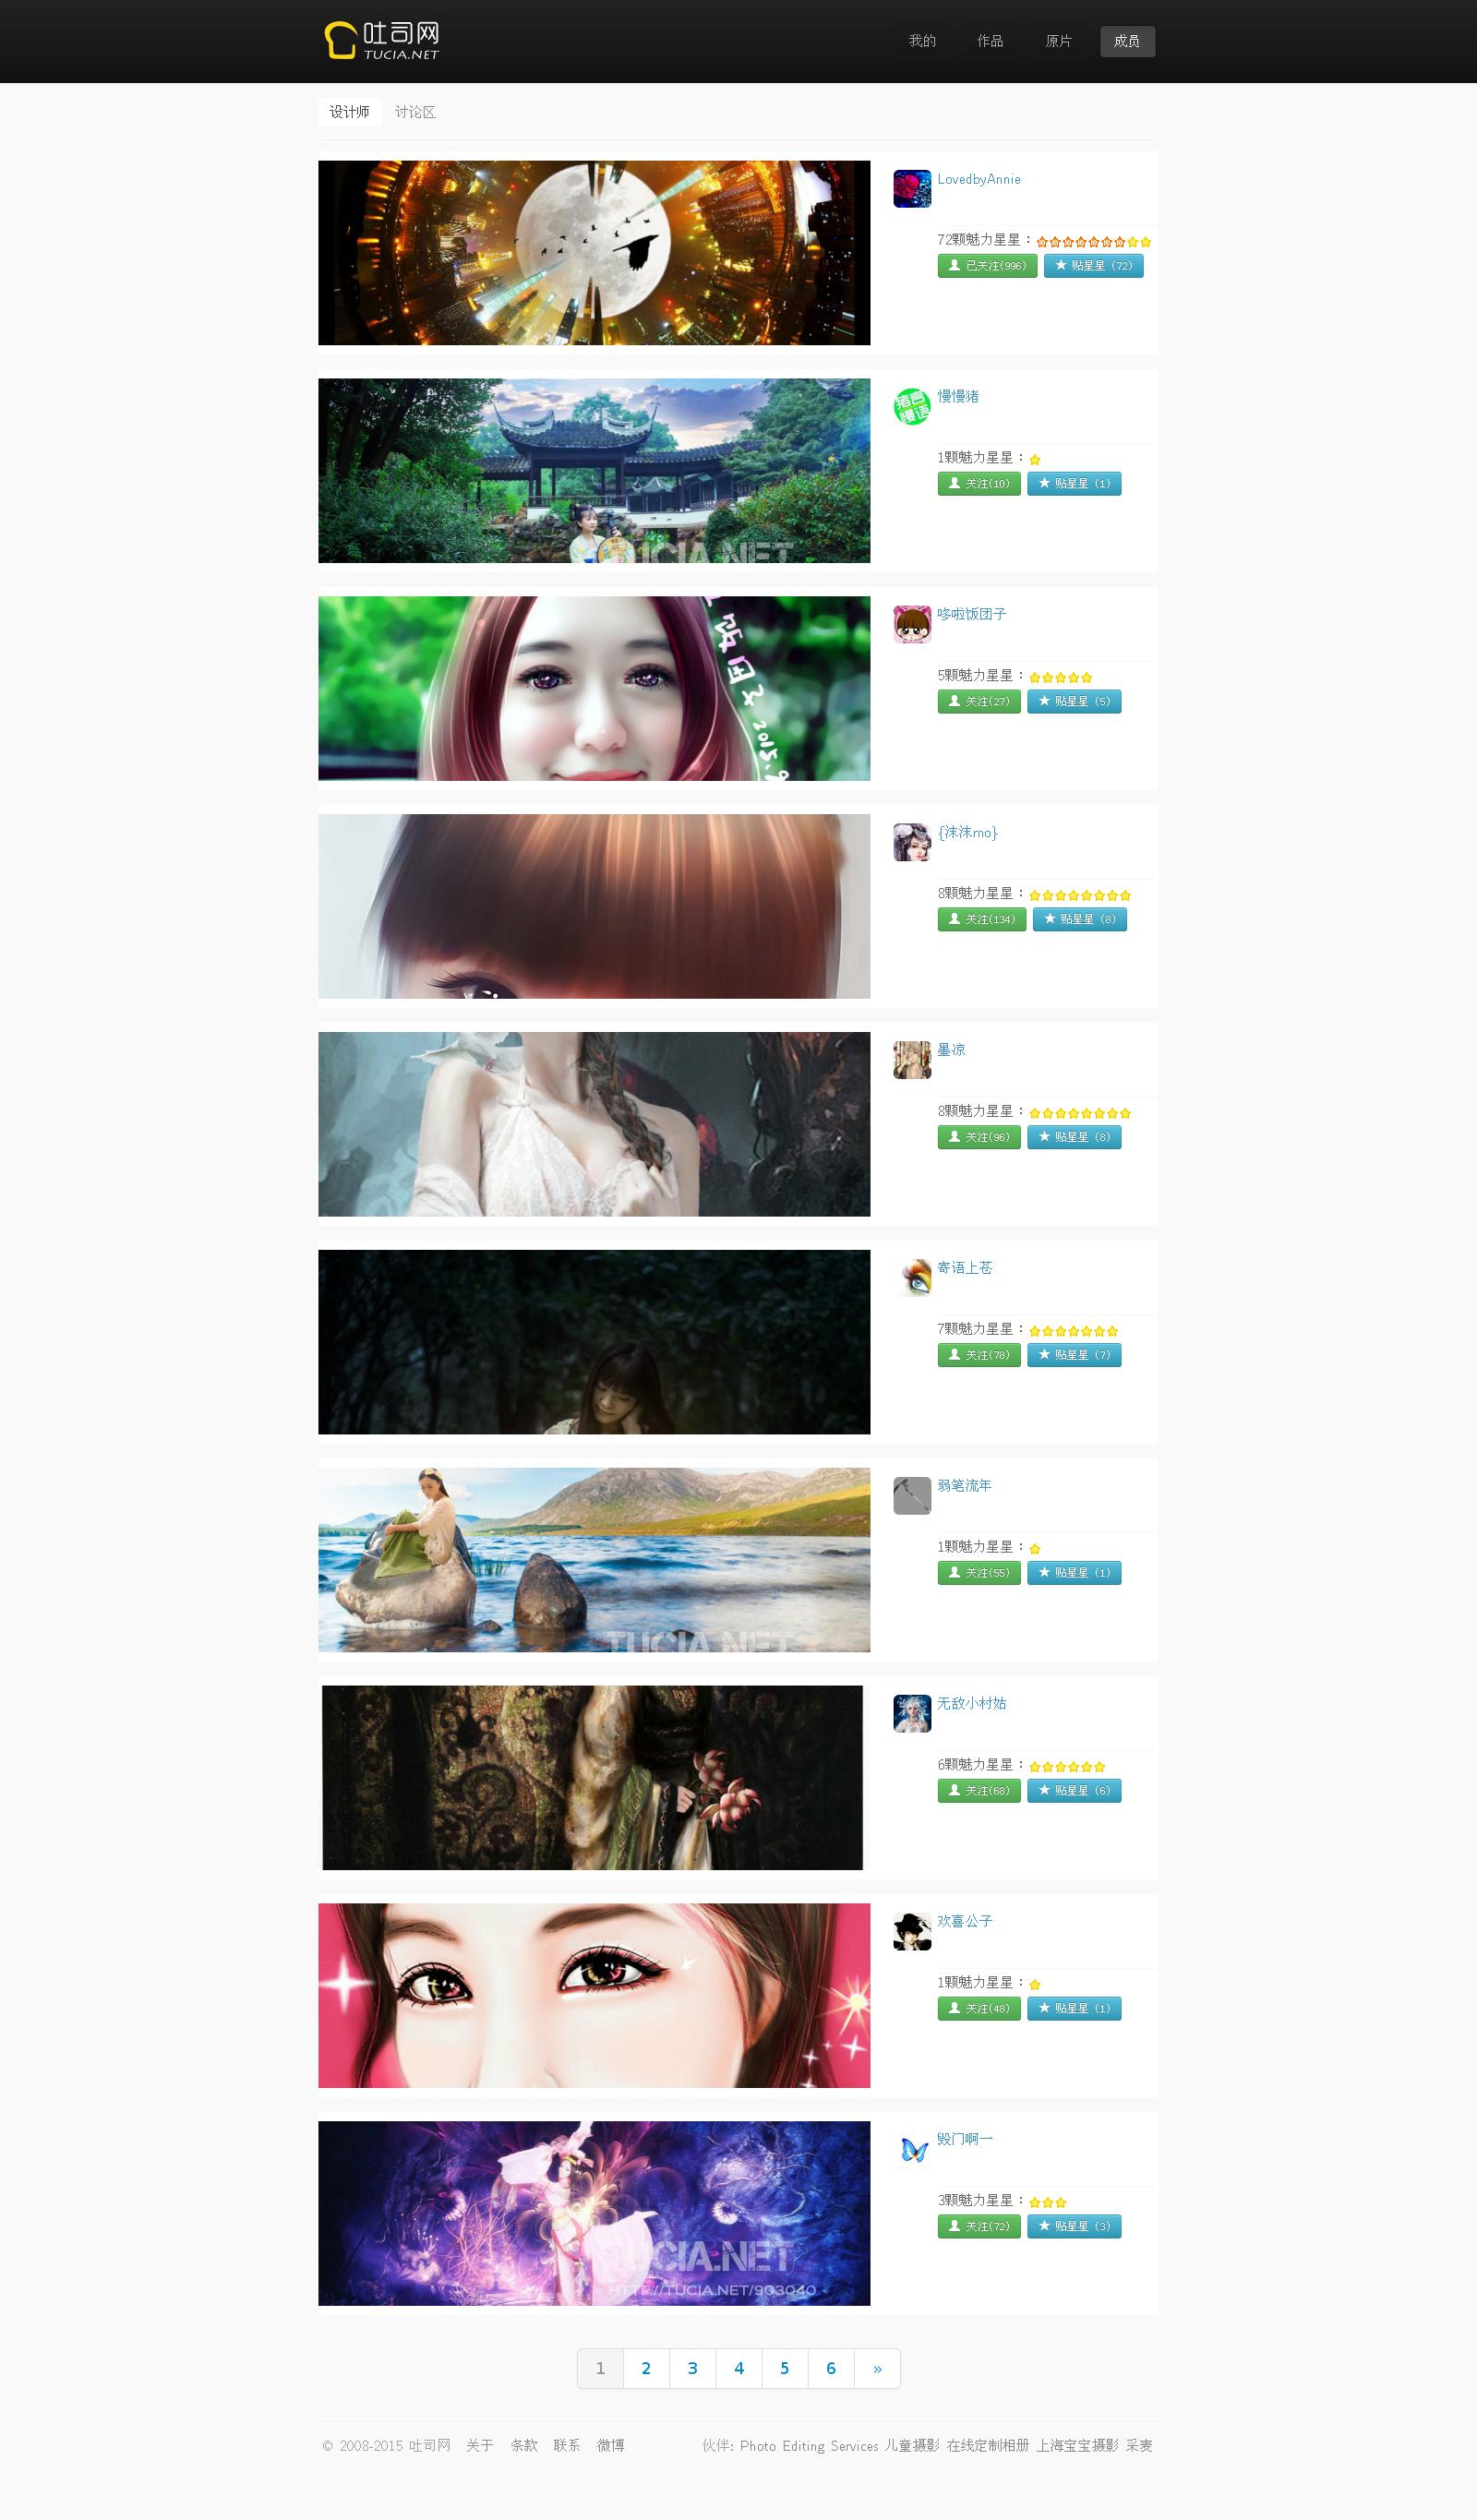 吐司网
TUCIA.NET
我的 作品 原片 成员
设计师 讨论区
LovedbyAnnie
72颗魅力星星：
已关注(996) 贴星星 (72)
慢慢猪
猪言慢语
1颗魅力星星：
关注(10) 贴星星 (1)
TUCIA.NET
哆啦饭团子
2015.9
5颗魅力星星：
关注(27) 贴星星 (5)
{沫沫mo}
8颗魅力星星：
关注(134) 贴星星 (8)
墨凉
8颗魅力星星：
关注(96) 贴星星 (8)
寄语上苍
7颗魅力星星：
关注(78) 贴星星 (7)
弱笔流年
1颗魅力星星：
关注(55) 贴星星 (1)
TUCIA.NET
无敌小村姑
6颗魅力星星：
关注(68) 贴星星 (6)
欢喜公子
1颗魅力星星：
关注(48) 贴星星 (1)
毁门啊一
3颗魅力星星：
关注(72) 贴星星 (3)
TUCIA.NET
HTTP://TUCIA.NET/903040
1 2 3 4 5 6 »
© 2008-2015 吐司网 关于 条款 联系 微博 伙伴: Photo Editing Services 儿童摄影 在线定制相册 上海宝宝摄影 采麦